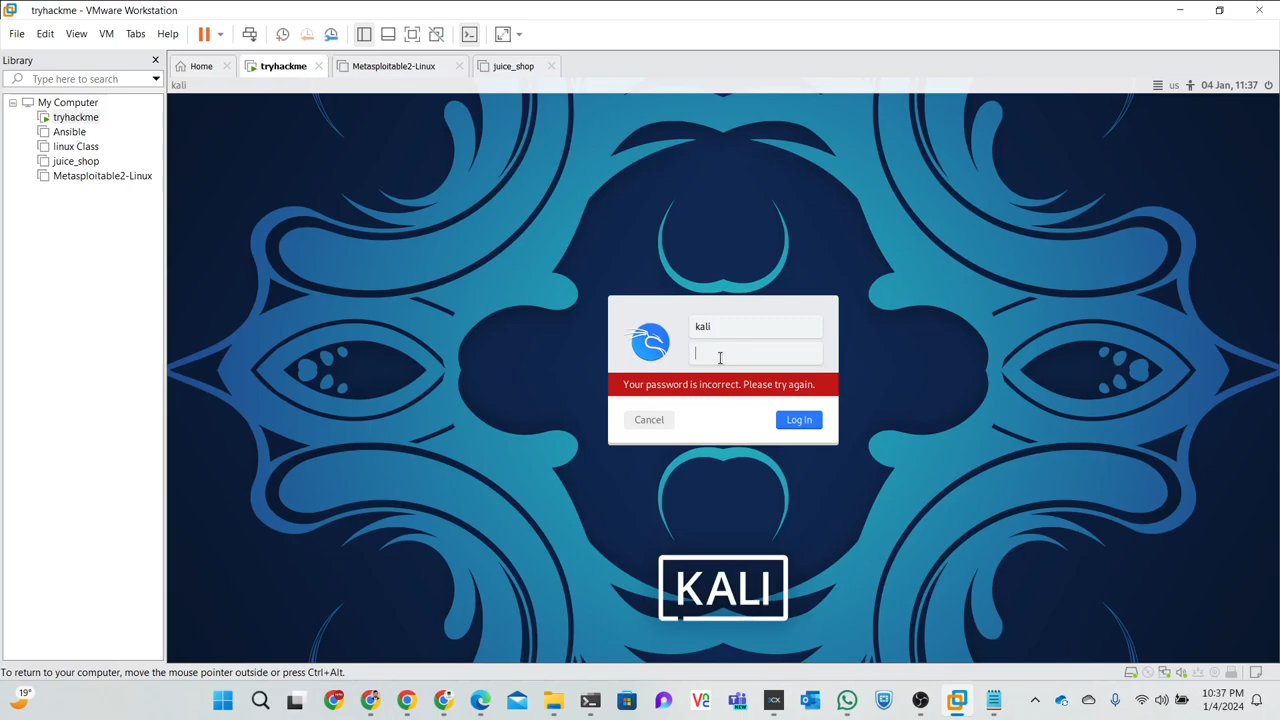 tryhackme - VMware Workstation
File Edit View VM Tabs Help
Library
Type here to search
My Computer
tryhackme
Ansible
linux Class
juice_shop
Metasploitable2-Linux
Home tryhackme Metasploitable2-Linux juice_shop
kali us 04 Jan, 11:37
kali
Your password is incorrect. Please try again.
Cancel Log In
KALI
To return to your computer, move the mouse pointer outside or press Ctrl+Alt.
19°
10:37 PM
1/4/2024